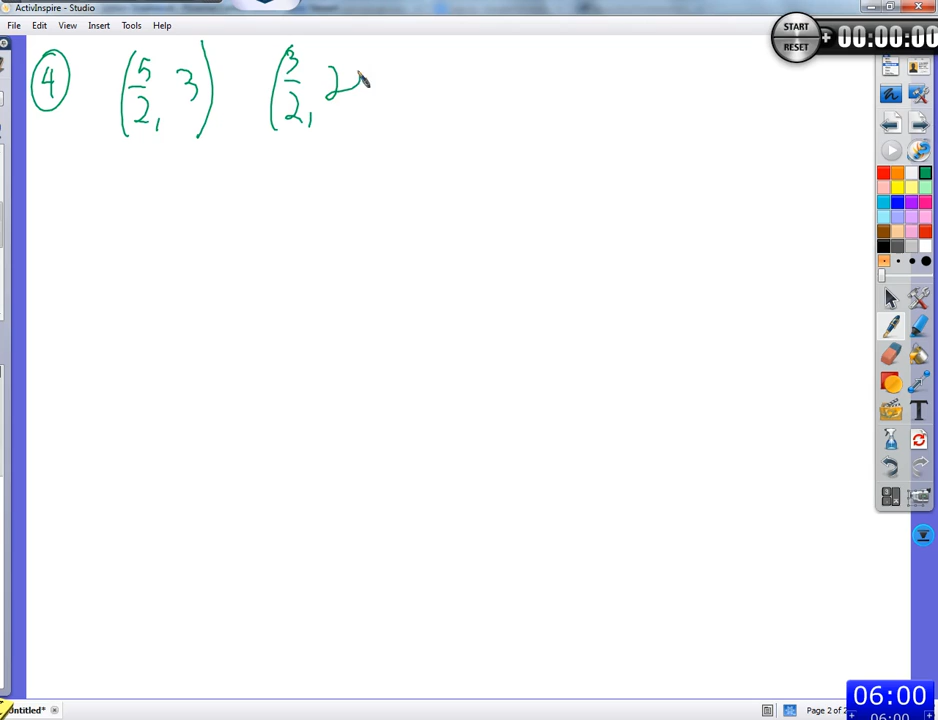 ActivInspire - Studio
File Edit View Insert Tools Help
START
RESET
00:00:00
④ (5/2, 3) (3/2, 2
T
ntitled*
Page 2 of 2
06:00